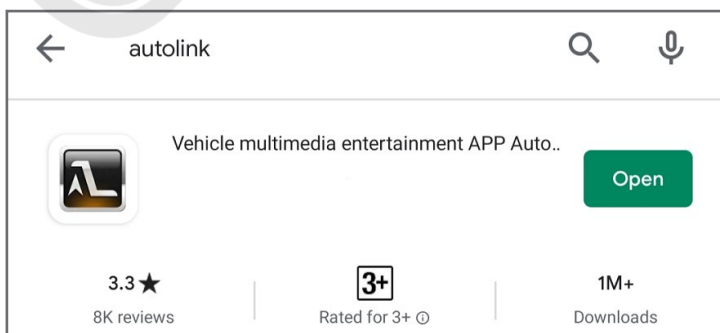 autolink
Vehicle multimedia entertainment APP Auto..
Open
3.3★
3+
1M+
8K reviews
Rated for 3+ ⓘ
Downloads